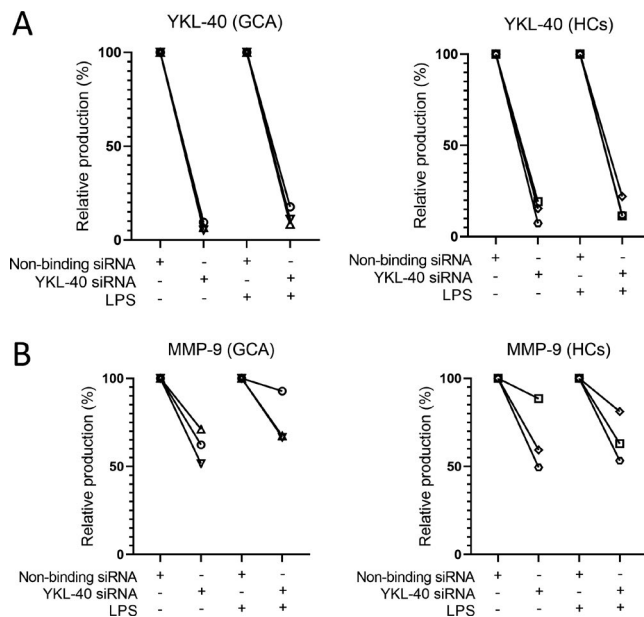 A
YKL-40 (GCA)
Relative production (%)
100
50
0
Non-binding siRNA + - + -
YKL-40 siRNA - + - +
LPS - - + +
YKL-40 (HCs)
Relative production (%)
100
50
0
Non-binding siRNA + - + -
YKL-40 siRNA - + - +
LPS - - + +
B
MMP-9 (GCA)
Relative production (%)
100
50
0
Non-binding siRNA + - + -
YKL-40 siRNA - + - +
LPS - - + +
MMP-9 (HCs)
Relative production (%)
100
50
0
Non-binding siRNA + - + -
YKL-40 siRNA - + - +
LPS - - + +